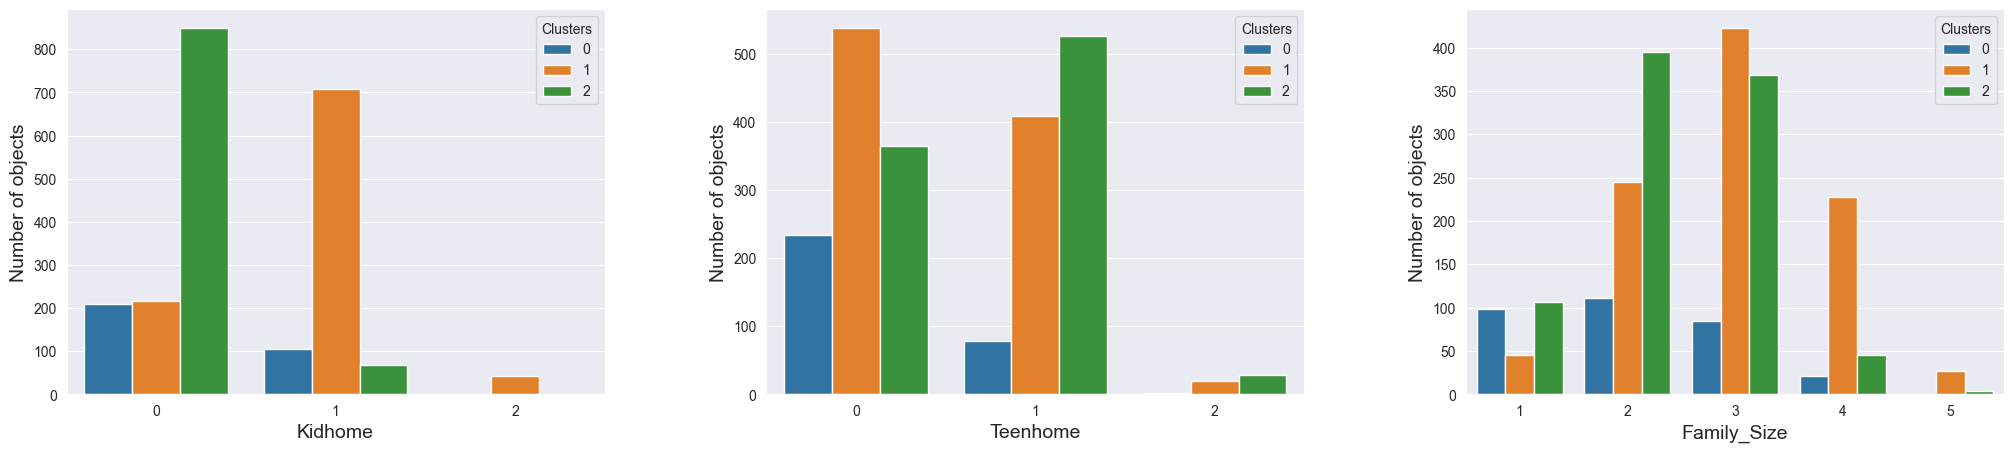 Number of objects
800
700
600
500
400
300
200
100
0
0 1 2
Kidhome
Clusters
0
1
2
Number of objects
500
400
300
200
100
0
0 1 2
Teenhome
Clusters
0
1
2
Number of objects
400
350
300
250
200
150
100
50
0
1 2 3 4 5
Family_Size
Clusters
0
1
2